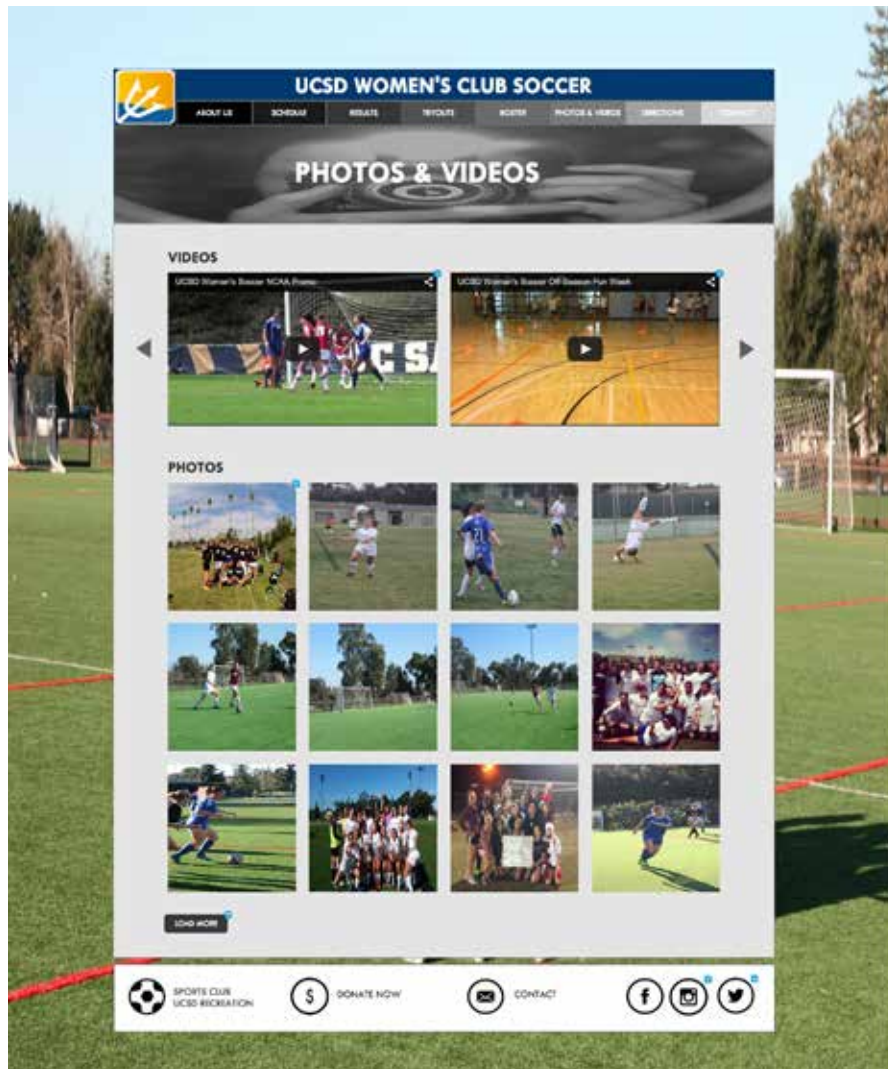 UCSD WOMEN'S CLUB SOCCER
ABOUT US SCHEDULE RESULTS TRYOUTS ROSTER PHOTOS & VIDEOS DIRECTIONS CONTACT
PHOTOS & VIDEOS
VIDEOS
UCSD Women's Soccer NCAA Promo
UCSD Women's Soccer Off-Season Fun Week
C SA
PHOTOS
21
LOAD MORE
SPORTS CLUB
UCSD RECREATION
$ DONATE NOW
CONTACT